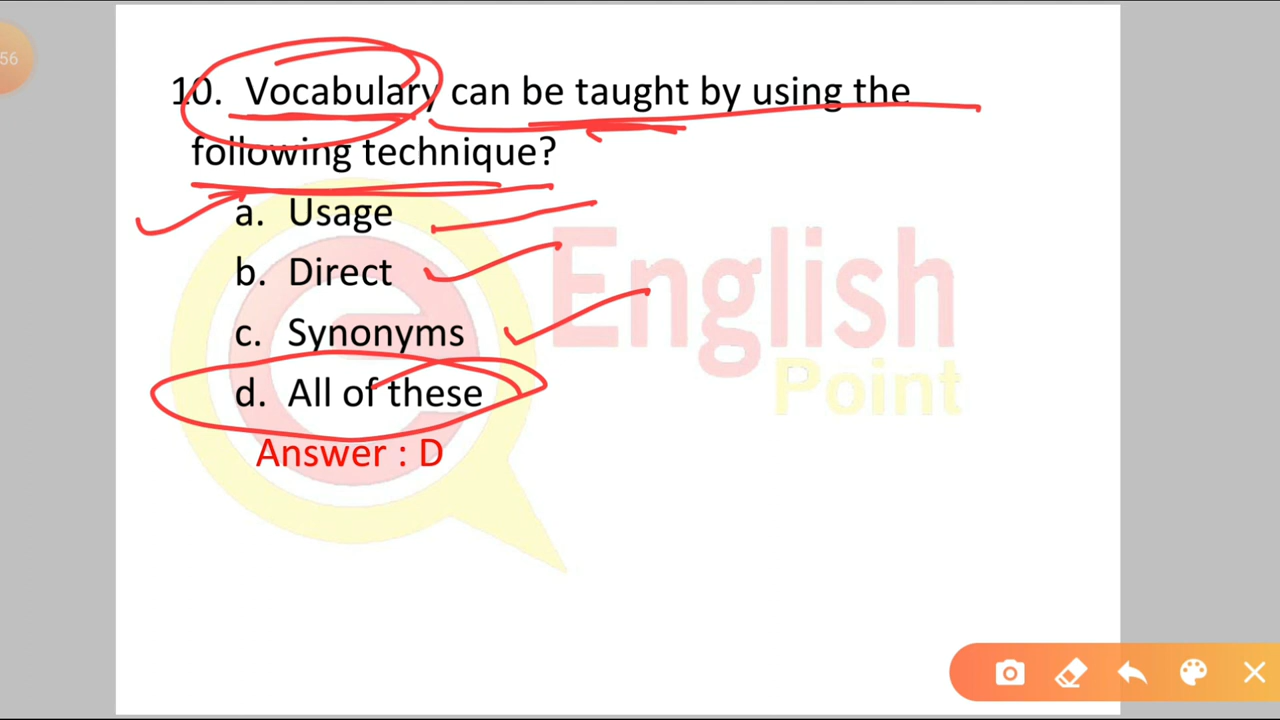 56
10. Vocabulary can be taught by using the
following technique?
a. Usage
b. Direct
c. Synonyms
d. All of these
Answer : D
English
Point